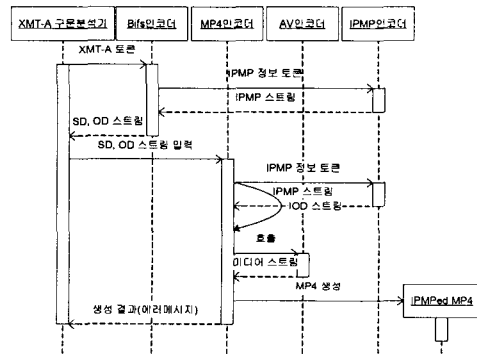 XMT-A 구문분석기
Bifs인코더
MP4인코더
AV인코더
IPMP인코더
XMT-A 토큰
IPMP 정보 토큰
IPMP 스트림
SD, OD 스트림
SD, OD 스트림 입력
IPMP 정보 토큰
IPMP 스트림
IOD 스트림
호출
미디어 스트림
MP4 생성
생성 결과(에러메시지)
IPMPed MP4